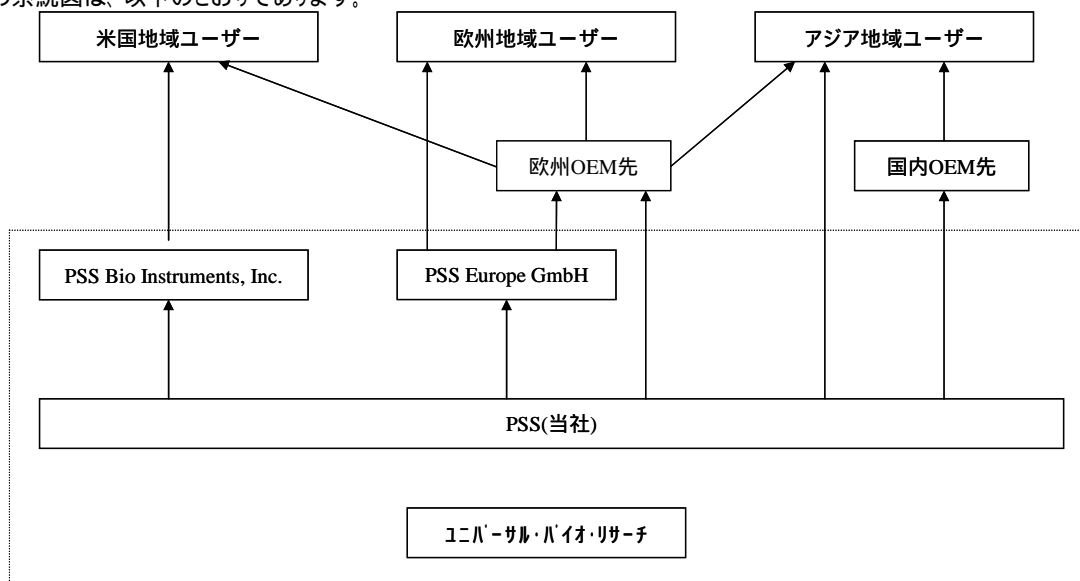 の系統図は、以下のとおりであります。
米国地域ユーザー
欧州地域ユーザー
アジア地域ユーザー
欧州OEM先
国内OEM先
PSS Bio Instruments, Inc.
PSS Europe GmbH
PSS(当社)
ﾕﾆﾊﾞｰｻﾙ･ﾊﾞｲｵ･ﾘｻｰﾁ